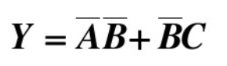 Y = A̅B̅ + B̅C